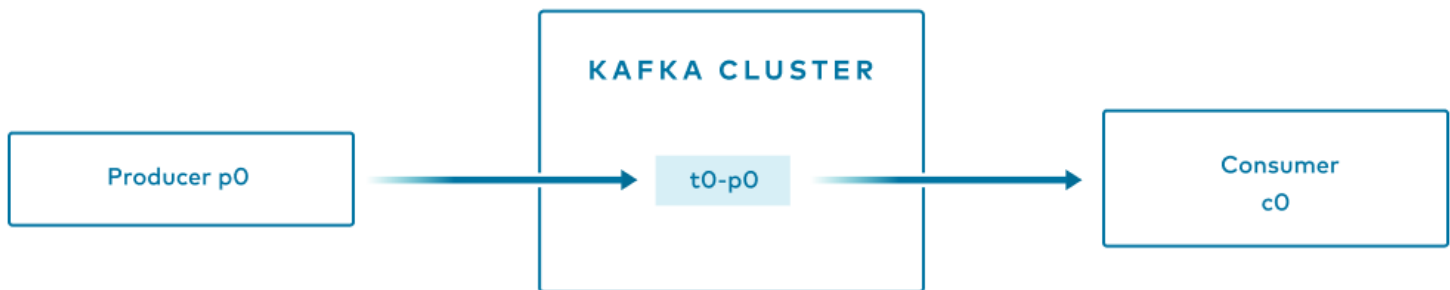 KAFKA CLUSTER
Producer p0
t0-p0
Consumer
c0